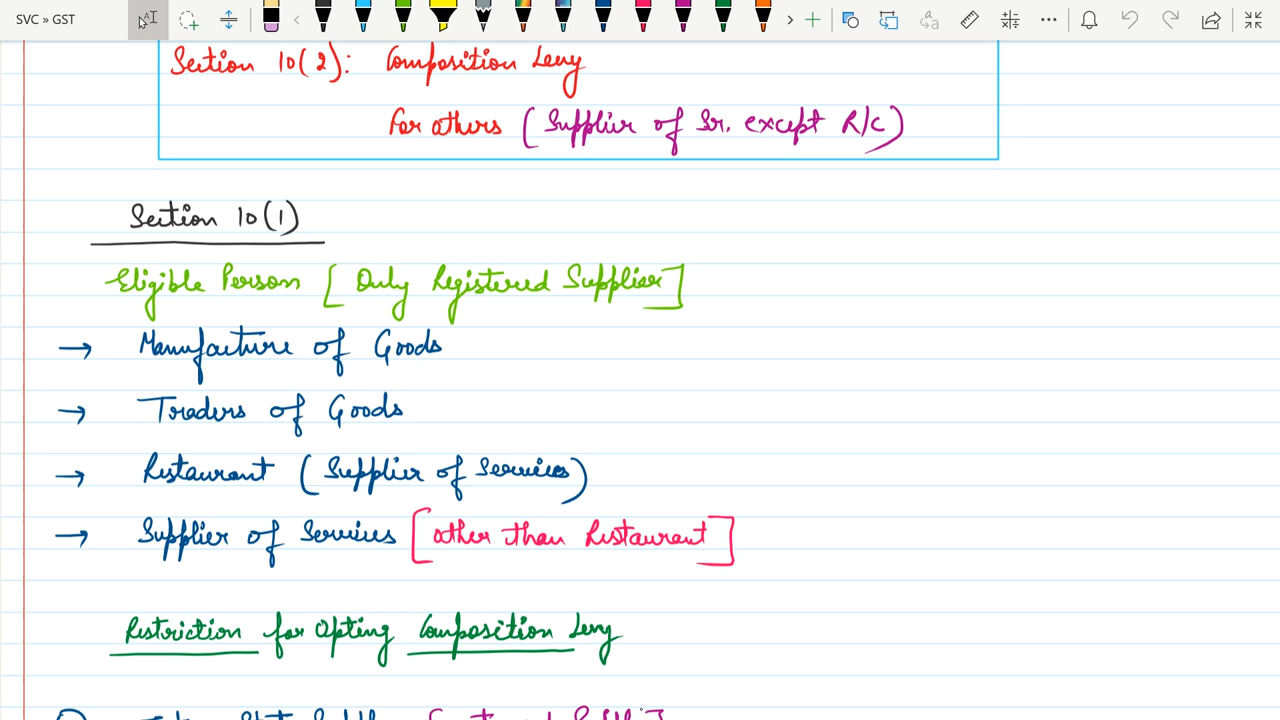 SVC » GST
Section 10(2): Composition Levy
For others (Supplier of Sr. except R/C)
Section 10(1)
Eligible Person [Only Registered Supplier]
→ Manufacture of Goods
→ Traders of Goods
→ Restaurant (Supplier of Services)
→ Supplier of Services [other than Restaurant]
Restriction for Opting Composition Levy